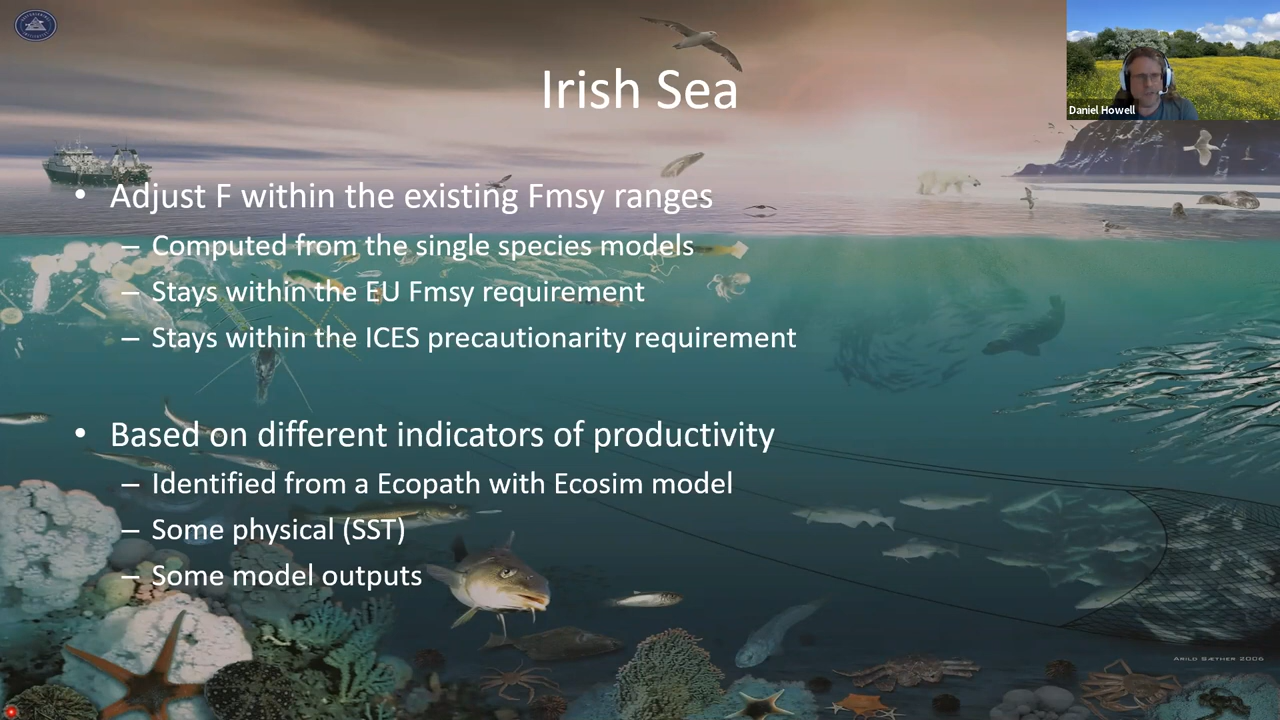 Irish Sea
Daniel Howell
• Adjust F within the existing Fmsy ranges
– Computed from the single species models
– Stays within the EU Fmsy requirement
– Stays within the ICES precautionarity requirement
• Based on different indicators of productivity
– Identified from a Ecopath with Ecosim model
– Some physical (SST)
– Some model outputs
Arild Sæther 2006